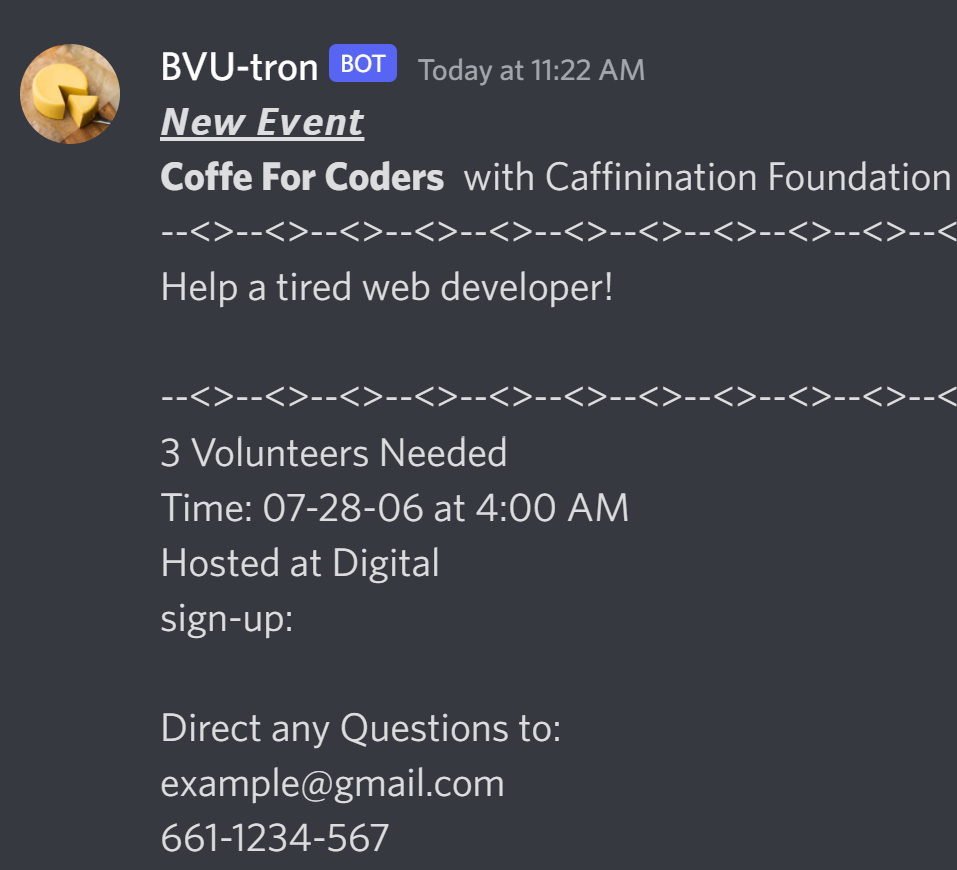 BVU-tron BOT Today at 11:22 AM
New Event
Coffe For Coders with Caffinination Foundation
--<>--<>--<>--<>--<>--<>--<>--<>--<>--<>--<
Help a tired web developer!
--<>--<>--<>--<>--<>--<>--<>--<>--<>--<>--<
3 Volunteers Needed
Time: 07-28-06 at 4:00 AM
Hosted at Digital
sign-up:
Direct any Questions to:
example@gmail.com
661-1234-567